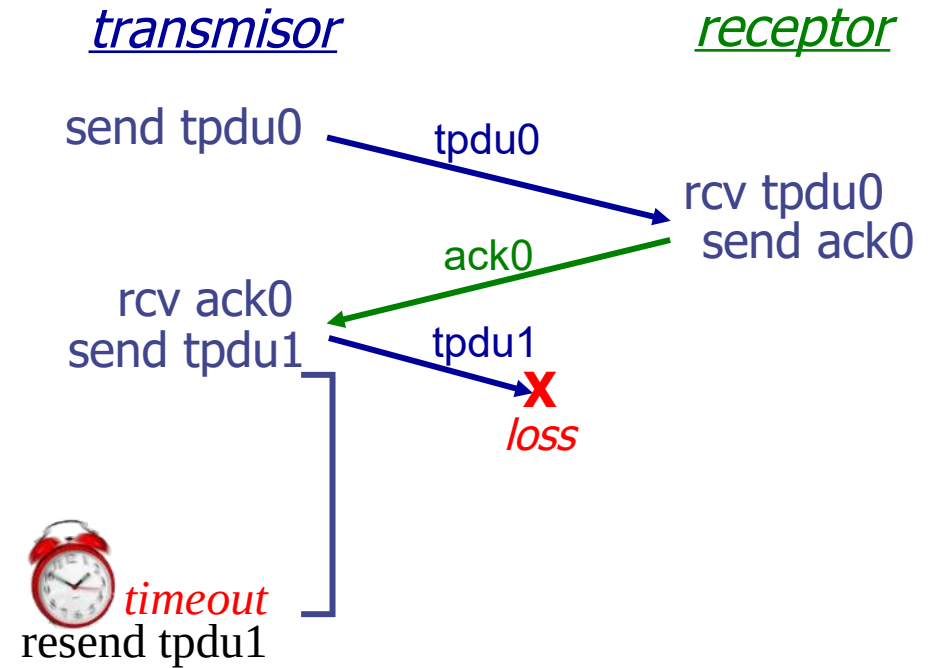 transmisor
receptor
send tpdu0
tpdu0
rcv tpdu0
send ack0
ack0
rcv ack0
send tpdu1
tpdu1
X
loss
timeout
resend tpdu1